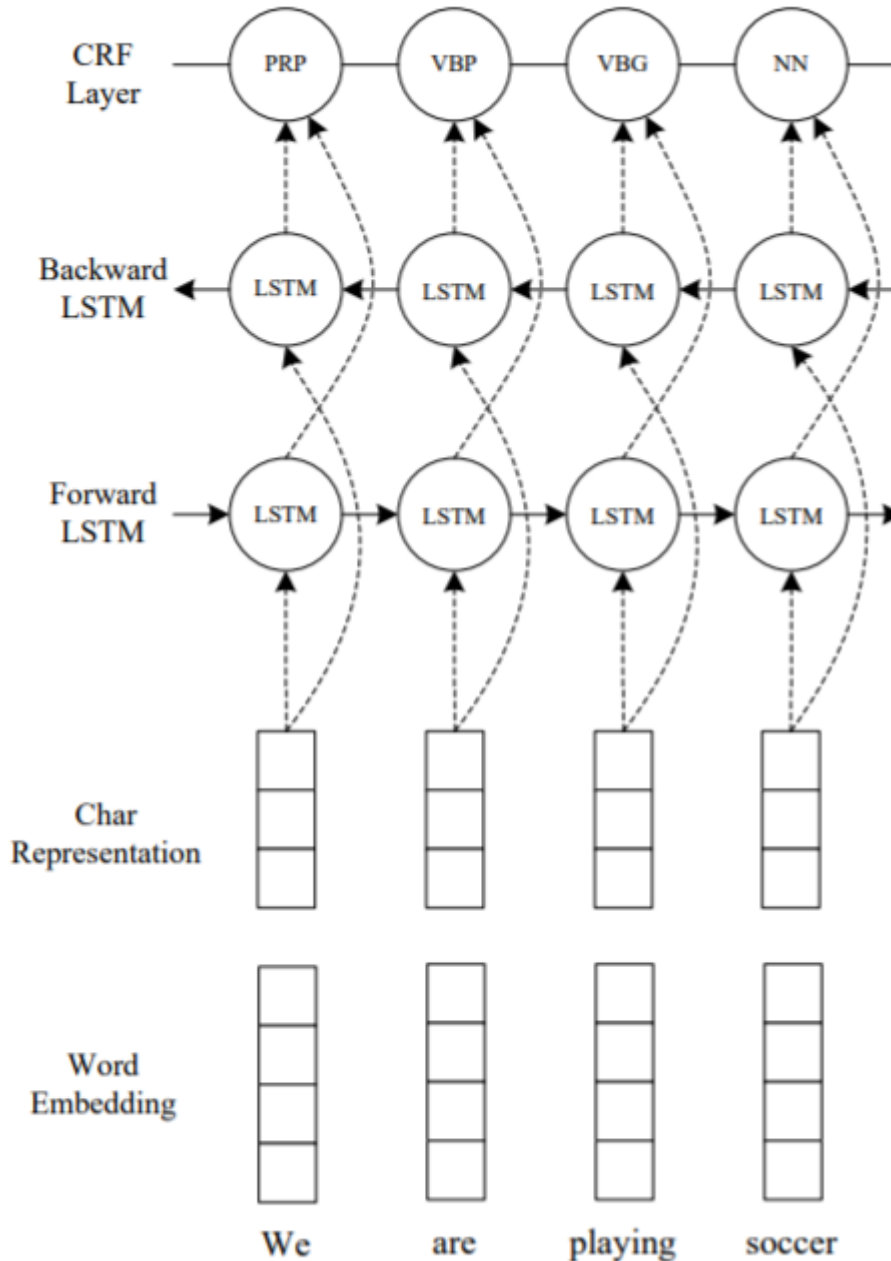 CRF
Layer
PRP VBP VBG NN
Backward
LSTM
LSTM LSTM LSTM LSTM
Forward
LSTM
LSTM LSTM LSTM LSTM
Char
Representation
Word
Embedding
We are playing soccer